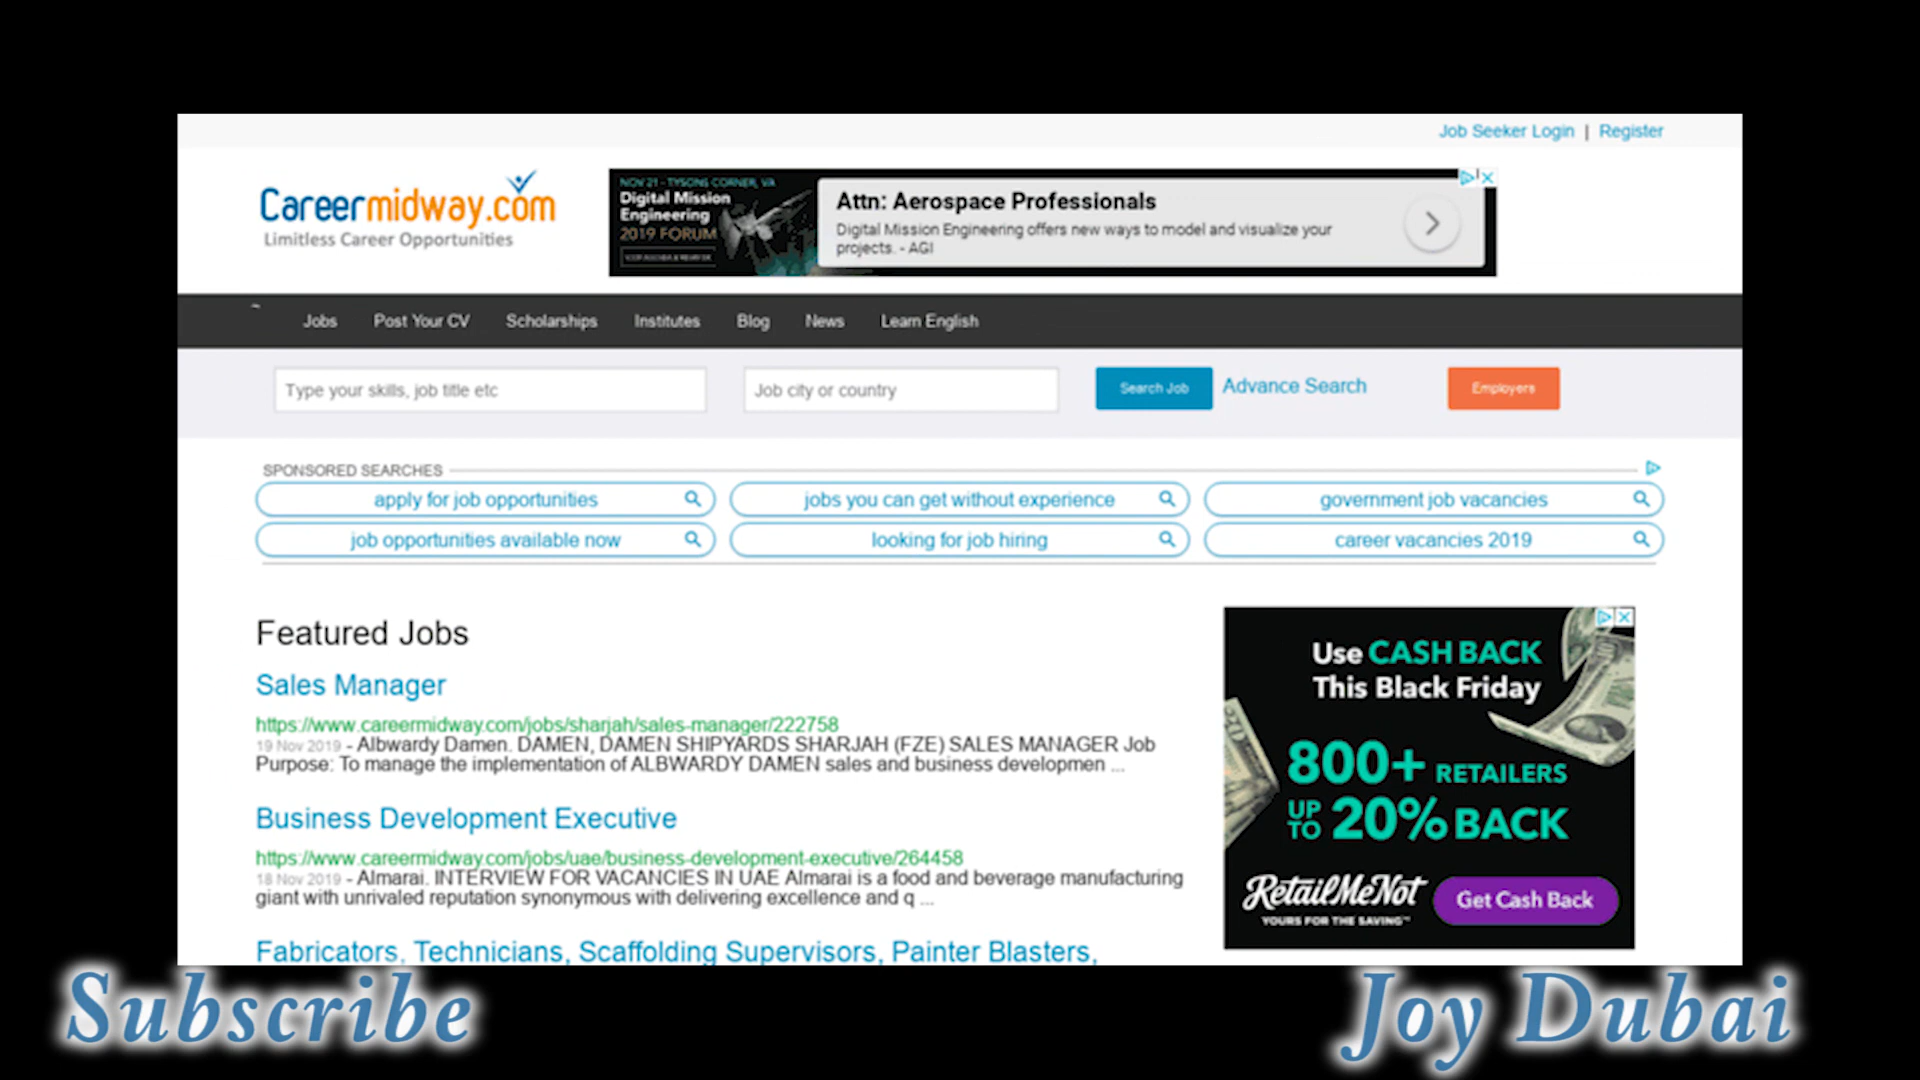 Job Seeker Login | Register
Careermidway.com
Limitless Career Opportunities
NOV 21 - TYSONS CORNER, VA
Digital Mission
Engineering
2019 FORUM
Attn: Aerospace Professionals
Digital Mission Engineering offers new ways to model and visualize your
projects. - AGI
Jobs Post Your CV Scholarships Institutes Blog News Learn English
Type your skills, job title etc
Job city or country
Search Job
Advance Search
Employers
SPONSORED SEARCHES
apply for job opportunities
jobs you can get without experience
government job vacancies
job opportunities available now
looking for job hiring
career vacancies 2019
Featured Jobs
Sales Manager
https://www.careermidway.com/jobs/sharjah/sales-manager/222758
19 Nov 2019 - Albwardy Damen. DAMEN, DAMEN SHIPYARDS SHARJAH (FZE) SALES MANAGER Job
Purpose: To manage the implementation of ALBWARDY DAMEN sales and business developmen ...
Business Development Executive
https://www.careermidway.com/jobs/uae/business-development-executive/264458
18 Nov 2019 - Almarai. INTERVIEW FOR VACANCIES IN UAE Almarai is a food and beverage manufacturing
giant with unrivaled reputation synonymous with delivering excellence and q ...
Fabricators, Technicians, Scaffolding Supervisors, Painter Blasters,
Use CASH BACK
This Black Friday
800+ RETAILERS
UP TO 20% BACK
RetailMeNot
YOURS FOR THE SAVING™
Get Cash Back
Subscribe
Joy Dubai